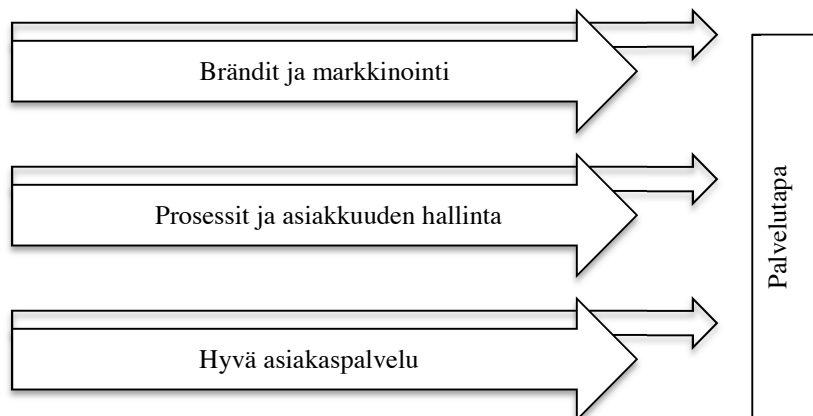 Brändit ja markkinointi
Prosessit ja asiakkuuden hallinta
Hyvä asiakaspalvelu
Palvelutapa